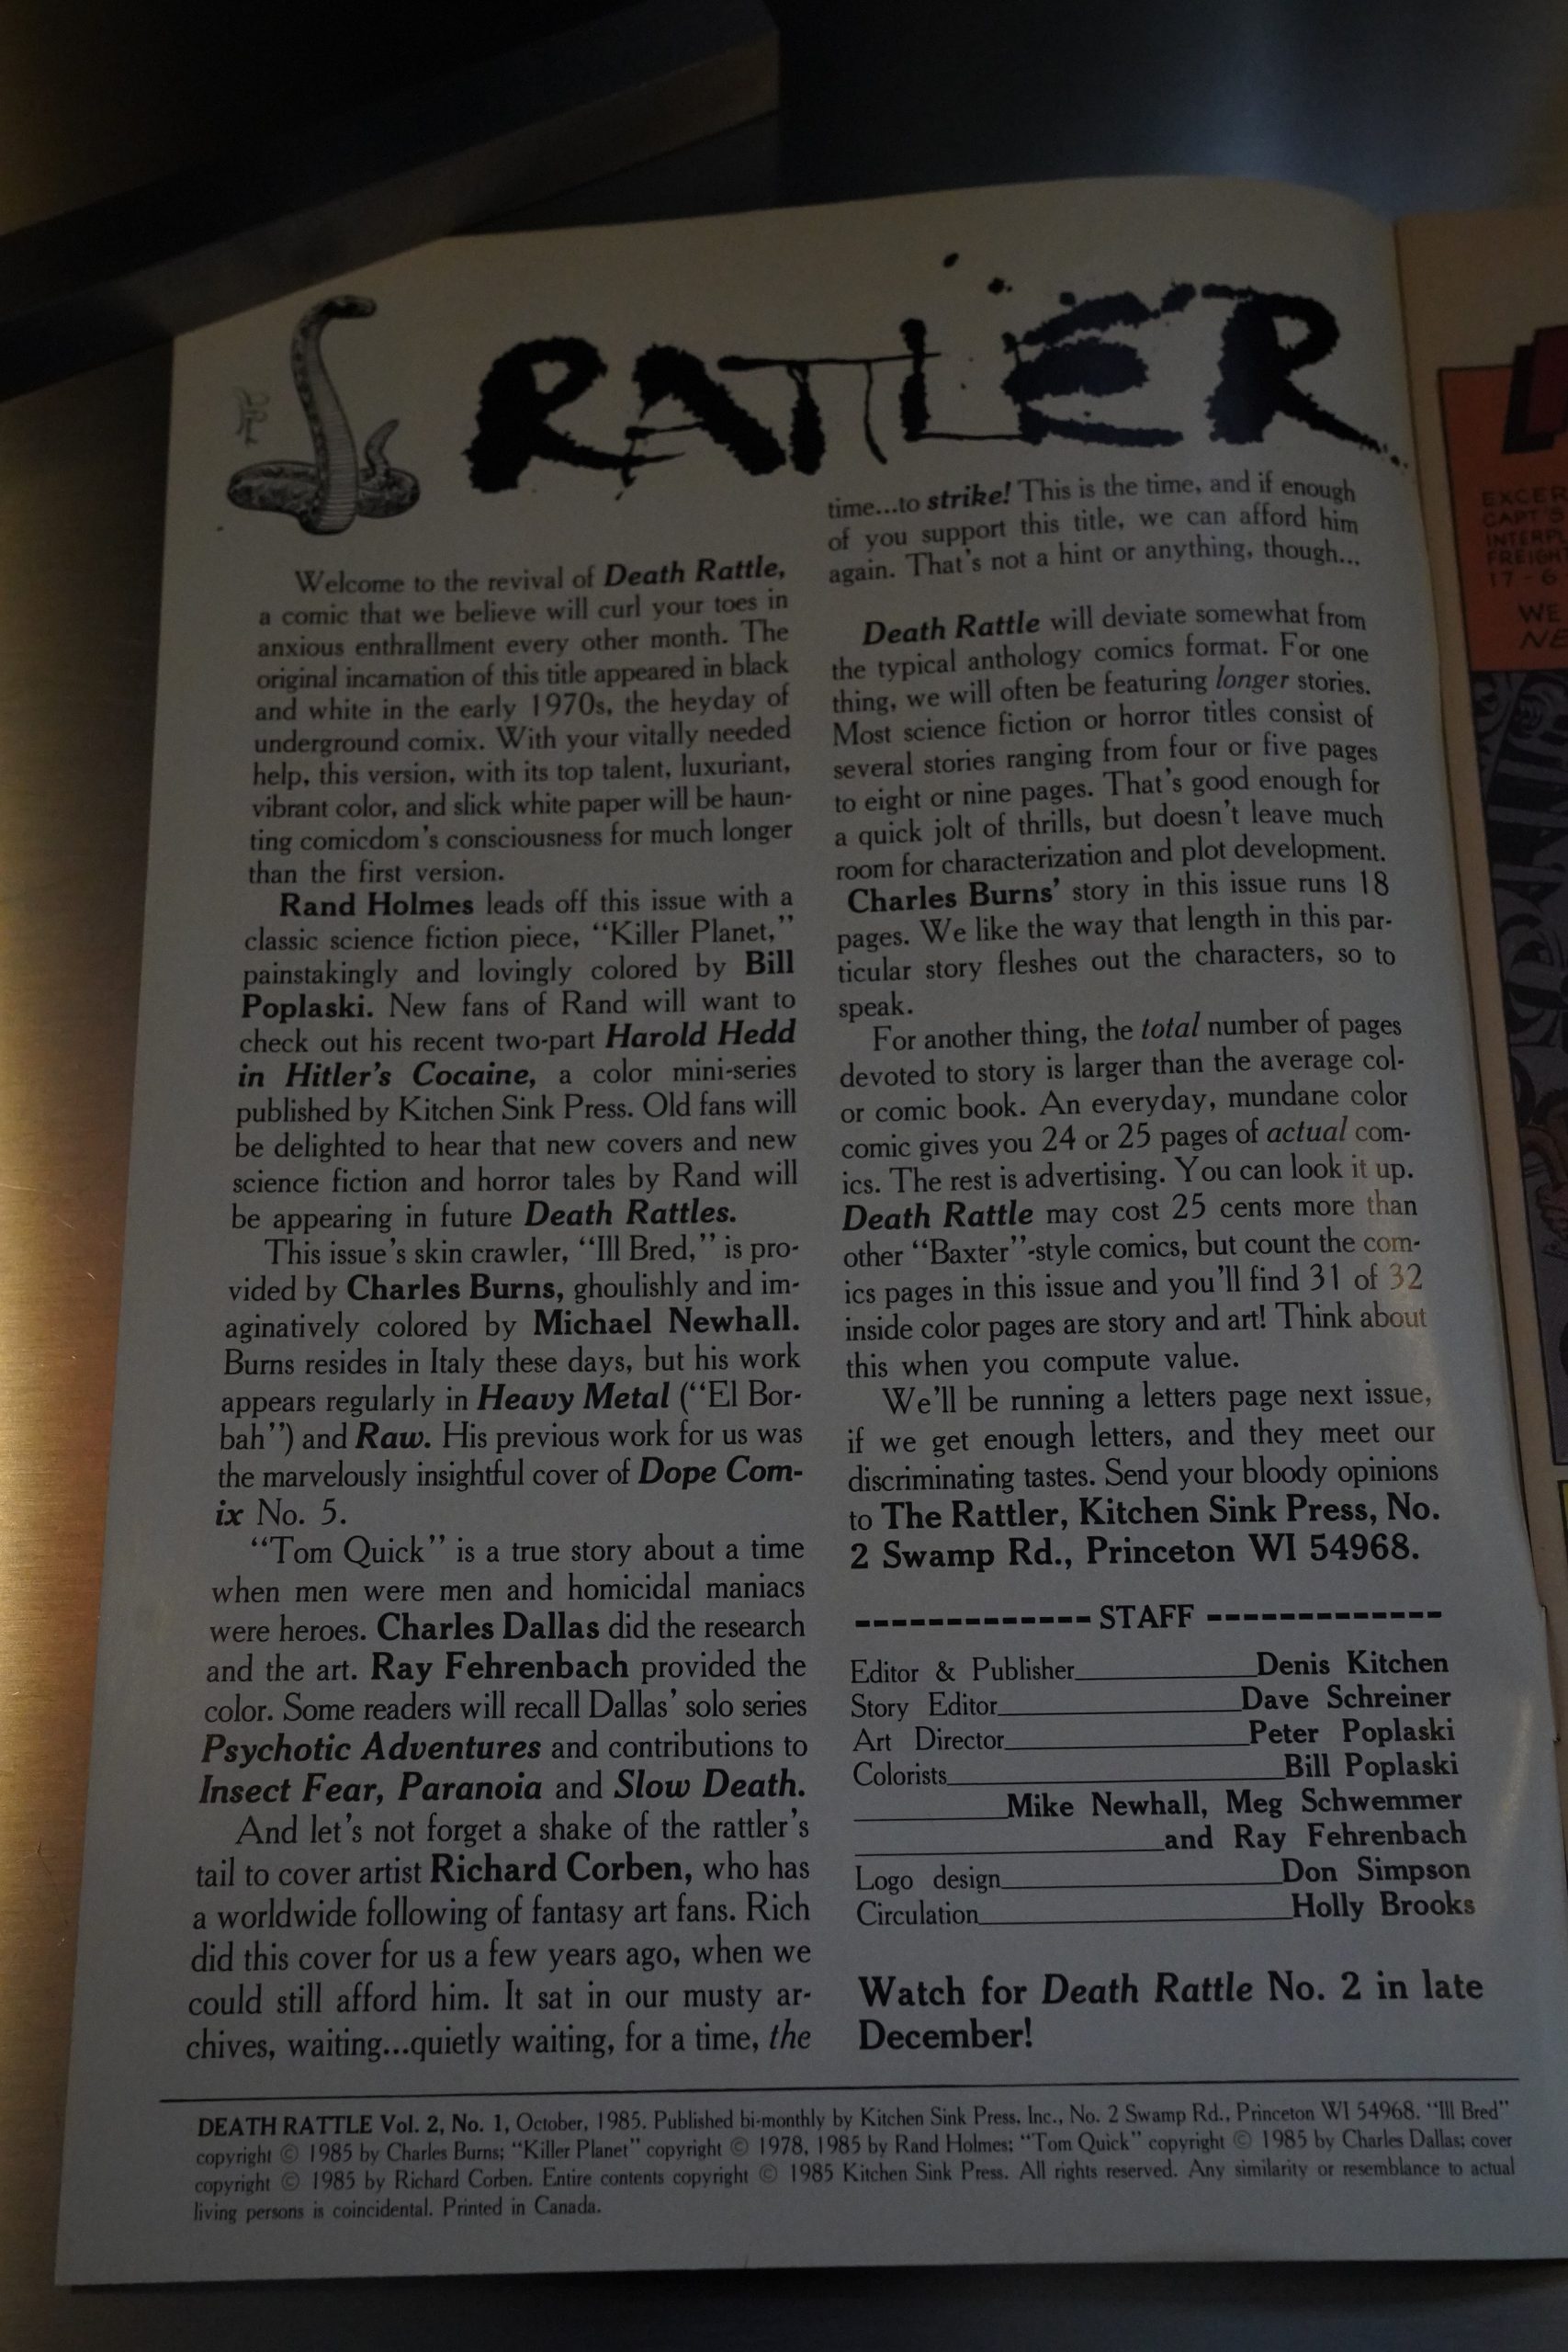 RATTLER
Welcome to the revival of Death Rattle,
a comic that we believe will curl your toes in
anxious enthrallment every other month. The
original incarnation of this title appeared in black
and white in the early 1970s, the heyday of
underground comix. With your vitally needed
help, this version, with its top talent, luxuriant,
vibrant color, and slick white paper will be haun-
ting comicdom's consciousness for much longer
than the first version.
Rand Holmes leads off this issue with a
classic science fiction piece, “Killer Planet,”
painstakingly and lovingly colored by Bill
Poplaski. New fans of Rand will want to
check out his recent two-part Harold Hedd
in Hitler's Cocaine, a color mini-series
published by Kitchen Sink Press. Old fans will
be delighted to hear that new covers and new
science fiction and horror tales by Rand will
be appearing in future Death Rattles.
This issue's skin crawler, “Ill Bred,” is pro-
vided by Charles Burns, ghoulishly and im-
aginatively colored by Michael Newhall.
Burns resides in Italy these days, but his work
appears regularly in Heavy Metal (“El Bor-
bah”) and Raw. His previous work for us was
the marvelously insightful cover of Dope Com-
ix No. 5.
“Tom Quick” is a true story about a time
when men were men and homicidal maniacs
were heroes. Charles Dallas did the research
and the art. Ray Fehrenbach provided the
color. Some readers will recall Dallas' solo series
Psychotic Adventures and contributions to
Insect Fear, Paranoia and Slow Death.
And let's not forget a shake of the rattler's
tail to cover artist Richard Corben, who has
a worldwide following of fantasy art fans. Rich
did this cover for us a few years ago, when we
could still afford him. It sat in our musty ar-
chives, waiting...quietly waiting, for a time, the
time...to strike! This is the time, and if enough
of you support this title, we can afford him
again. That's not a hint or anything, though...
Death Rattle will deviate somewhat from
the typical anthology comics format. For one
thing, we will often be featuring longer stories.
Most science fiction or horror titles consist of
several stories ranging from four or five pages
to eight or nine pages. That's good enough for
a quick jolt of thrills, but doesn't leave much
room for characterization and plot development.
Charles Burns' story in this issue runs 18
pages. We like the way that length in this par-
ticular story fleshes out the characters, so to
speak.
For another thing, the total number of pages
devoted to story is larger than the average col-
or comic book. An everyday, mundane color
comic gives you 24 or 25 pages of actual com-
ics. The rest is advertising. You can look it up.
Death Rattle may cost 25 cents more than
other “Baxter”-style comics, but count the com-
ics pages in this issue and you'll find 31 of 32
inside color pages are story and art! Think about
this when you compute value.
We'll be running a letters page next issue,
if we get enough letters, and they meet our
discriminating tastes. Send your bloody opinions
to The Rattler, Kitchen Sink Press, No.
2 Swamp Rd., Princeton WI 54968.
------------- STAFF -------------
Editor & Publisher____________Denis Kitchen
Story Editor____________Dave Schreiner
Art Director____________Peter Poplaski
Colorists____________Bill Poplaski
____________Mike Newhall, Meg Schwemmer
____________and Ray Fehrenbach
Logo design____________Don Simpson
Circulation____________Holly Brooks
Watch for Death Rattle No. 2 in late
December!
DEATH RATTLE Vol. 2, No. 1, October, 1985. Published bi-monthly by Kitchen Sink Press, Inc., No. 2 Swamp Rd., Princeton WI 54968. “Ill Bred”
copyright © 1985 by Charles Burns; “Killer Planet” copyright © 1978, 1985 by Rand Holmes; “Tom Quick” copyright © 1985 by Charles Dallas; cover
copyright © 1985 by Richard Corben. Entire contents copyright © 1985 Kitchen Sink Press. All rights reserved. Any similarity or resemblance to actual
living persons is coincidental. Printed in Canada.
EXCER
CAPT'S
INTERPL
FREIGHT
17-6
WE
NE